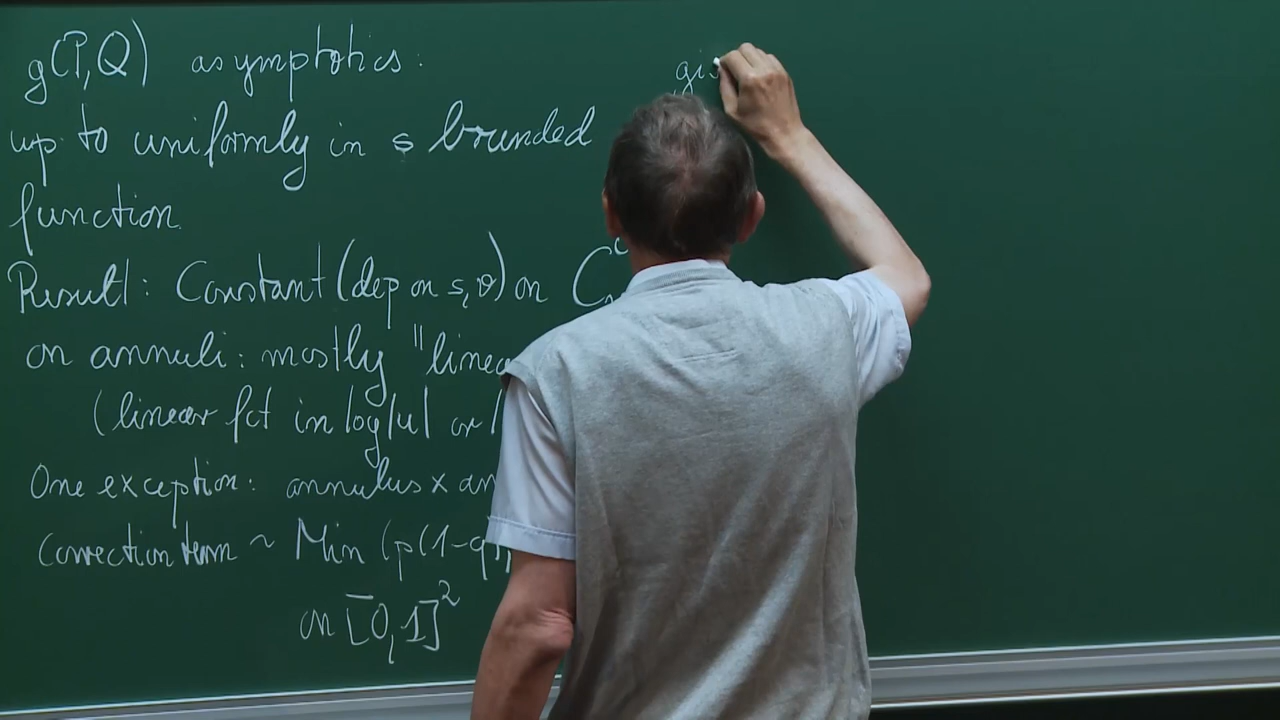 g(P,Q) asymptotics:
up to uniformly in s bounded
function.
Result: Constant (dep on s,v) on C
on annuli: mostly "linea
(linear fct in log|u| or
One exception: annulus x an
Correction term ~ Min (p(1-q),
on [0,1]²
gi